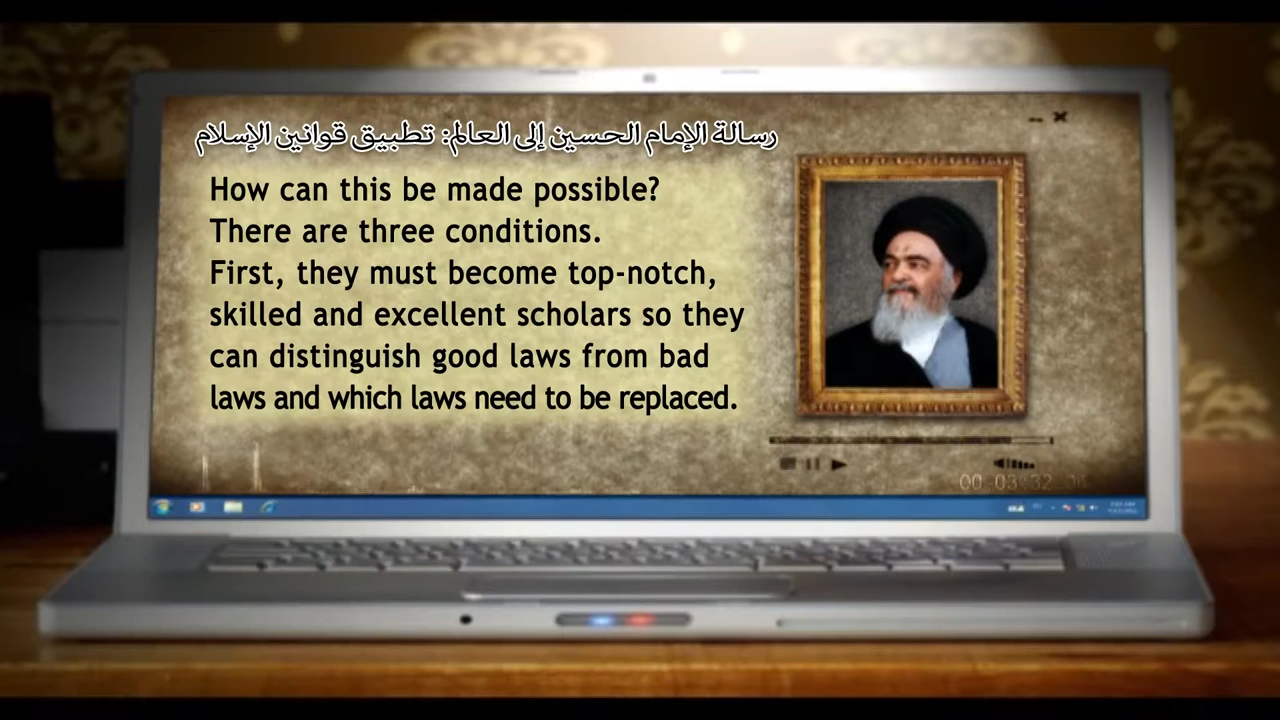 رسالة الإمام الحسين إلى العالم: تطبيق قوانين الإسلام
How can this be made possible?
There are three conditions.
First, they must become top-notch,
skilled and excellent scholars so they
can distinguish good laws from bad
laws and which laws need to be replaced.